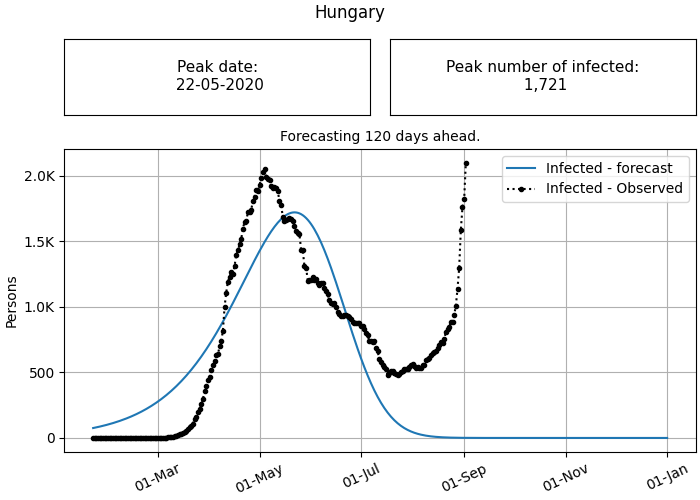 Hungary
Peak date:
22-05-2020
Peak number of infected:
1,721
Forecasting 120 days ahead.
Infected - forecast
Infected - Observed
2.0K
1.5K
1.0K
500
0
Persons
01-Mar
01-May
01-Jul
01-Sep
01-Nov
01-Jan